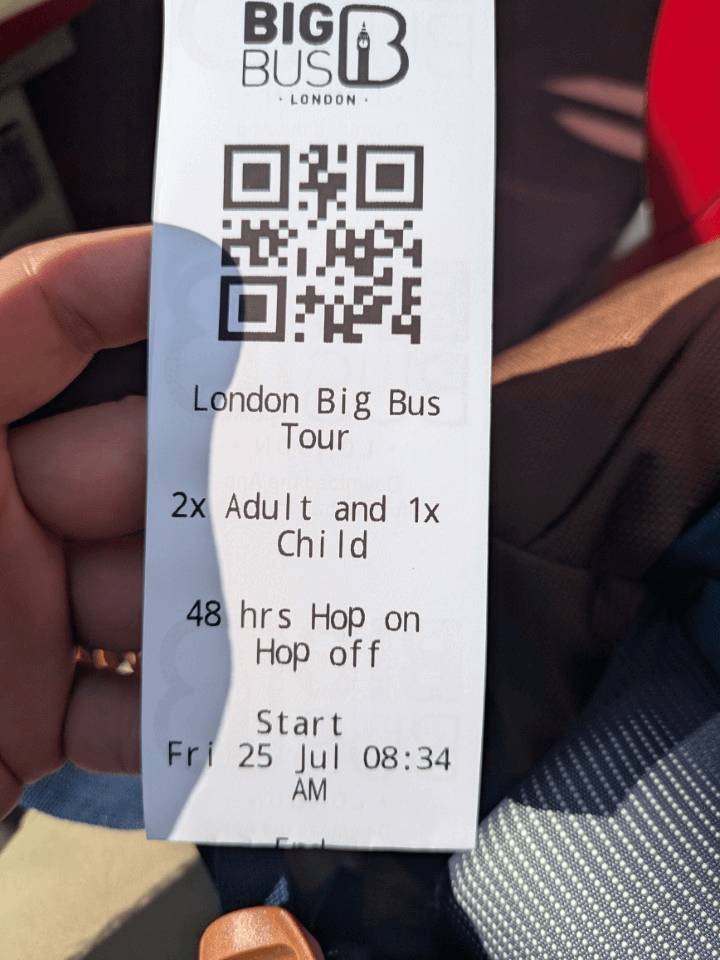 BIG
BUS
· LONDON ·
London Big Bus
Tour
2x Adult and 1x
Child
48 hrs Hop on
Hop off
Start
Fri 25 Jul 08:34
AM